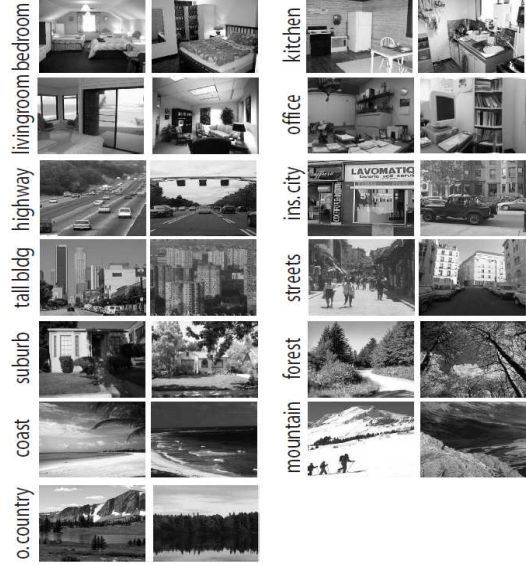 bedroom
kitchen
livingroom
office
highway
ins.city
LAVOMATIC
tall bldg
streets
suburb
forest
coast
mountain
o.country